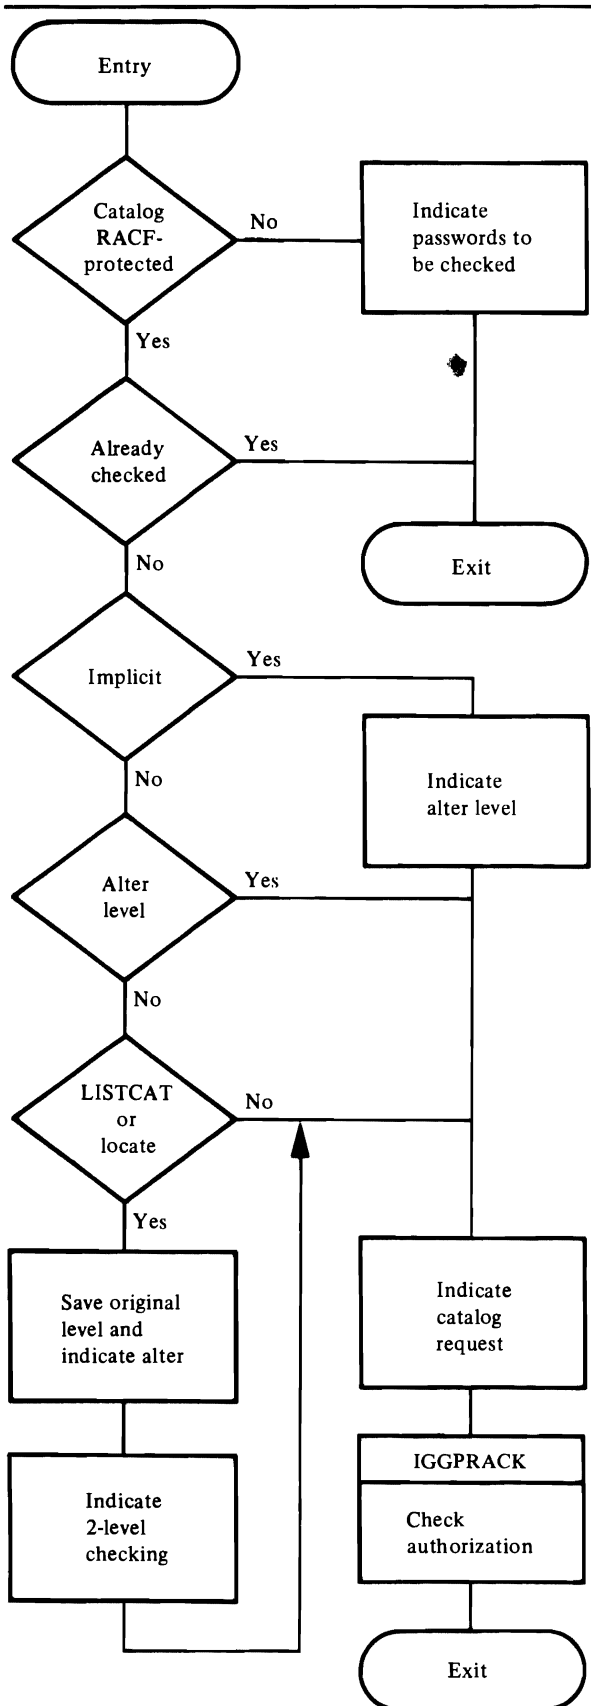 Entry
Catalog
RACF-
protected
No
Indicate
passwords to
be checked
Yes
Already
checked
Yes
Exit
No
Implicit
Yes
Indicate
alter level
No
Alter
level
Yes
No
LISTCAT
or
locate
No
Yes
Save original
level and
indicate alter
Indicate
catalog
request
IGGPRACK
Indicate
2-level
checking
Check
authorization
Exit